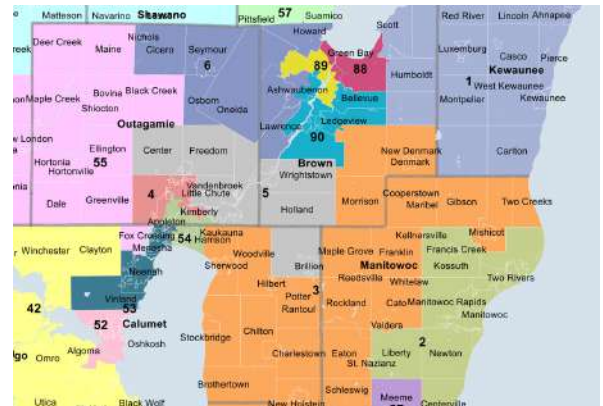 Matteson Navarino Shawano 57 Suamico Red River Lincoln Ahnapee
Pittsfield Scott
Nichols Howard
Deer Creek Maine Cicera Seymour Green Bay Luxemburg Casco Pierce
6 89 88 Kewaunee
Humboldt 1 West Kewaunee
Maple Creek Bovina Black Creek Ashwaubenon Bellevue Montpelier Kewaunee
Shiocton Osborn Oneida Ledgeview
Outagamie Lawrence 90
New London Ellington Center Freedom Brown New Denmark Carlton
Hortonia 55 Denmark
Hortonville Wrightstown
4 Vandenbroek 5
Little Chute Cooperstown
Dale Greenville Kimberly Holland Morrison Maribel Gibson Two Creeks
Appleton
Fox Crossing Kaukauna Mishicot
Winchester Clayton Menasha 54 Harrison Kellnersville
Woodville Maple Grove Franklin Francis Creek
Neenah Sherwood Brillion Manitowoc Kossuth
Hilbert Reedsville Two Rivers
42 Vinland 53 Potter 3 Whitelaw
Rantoul Rockland Cato Manitowoc Rapids
52 Calumet Manitowoc
Chilton Valders
Algoma Oshkosh Stockbridge 2
Omro Charlestown Eaton Liberty Newton
St. Nazianz
Brothertown Schleswig Meeme
Utica Black Wolf New Holstein Centerville